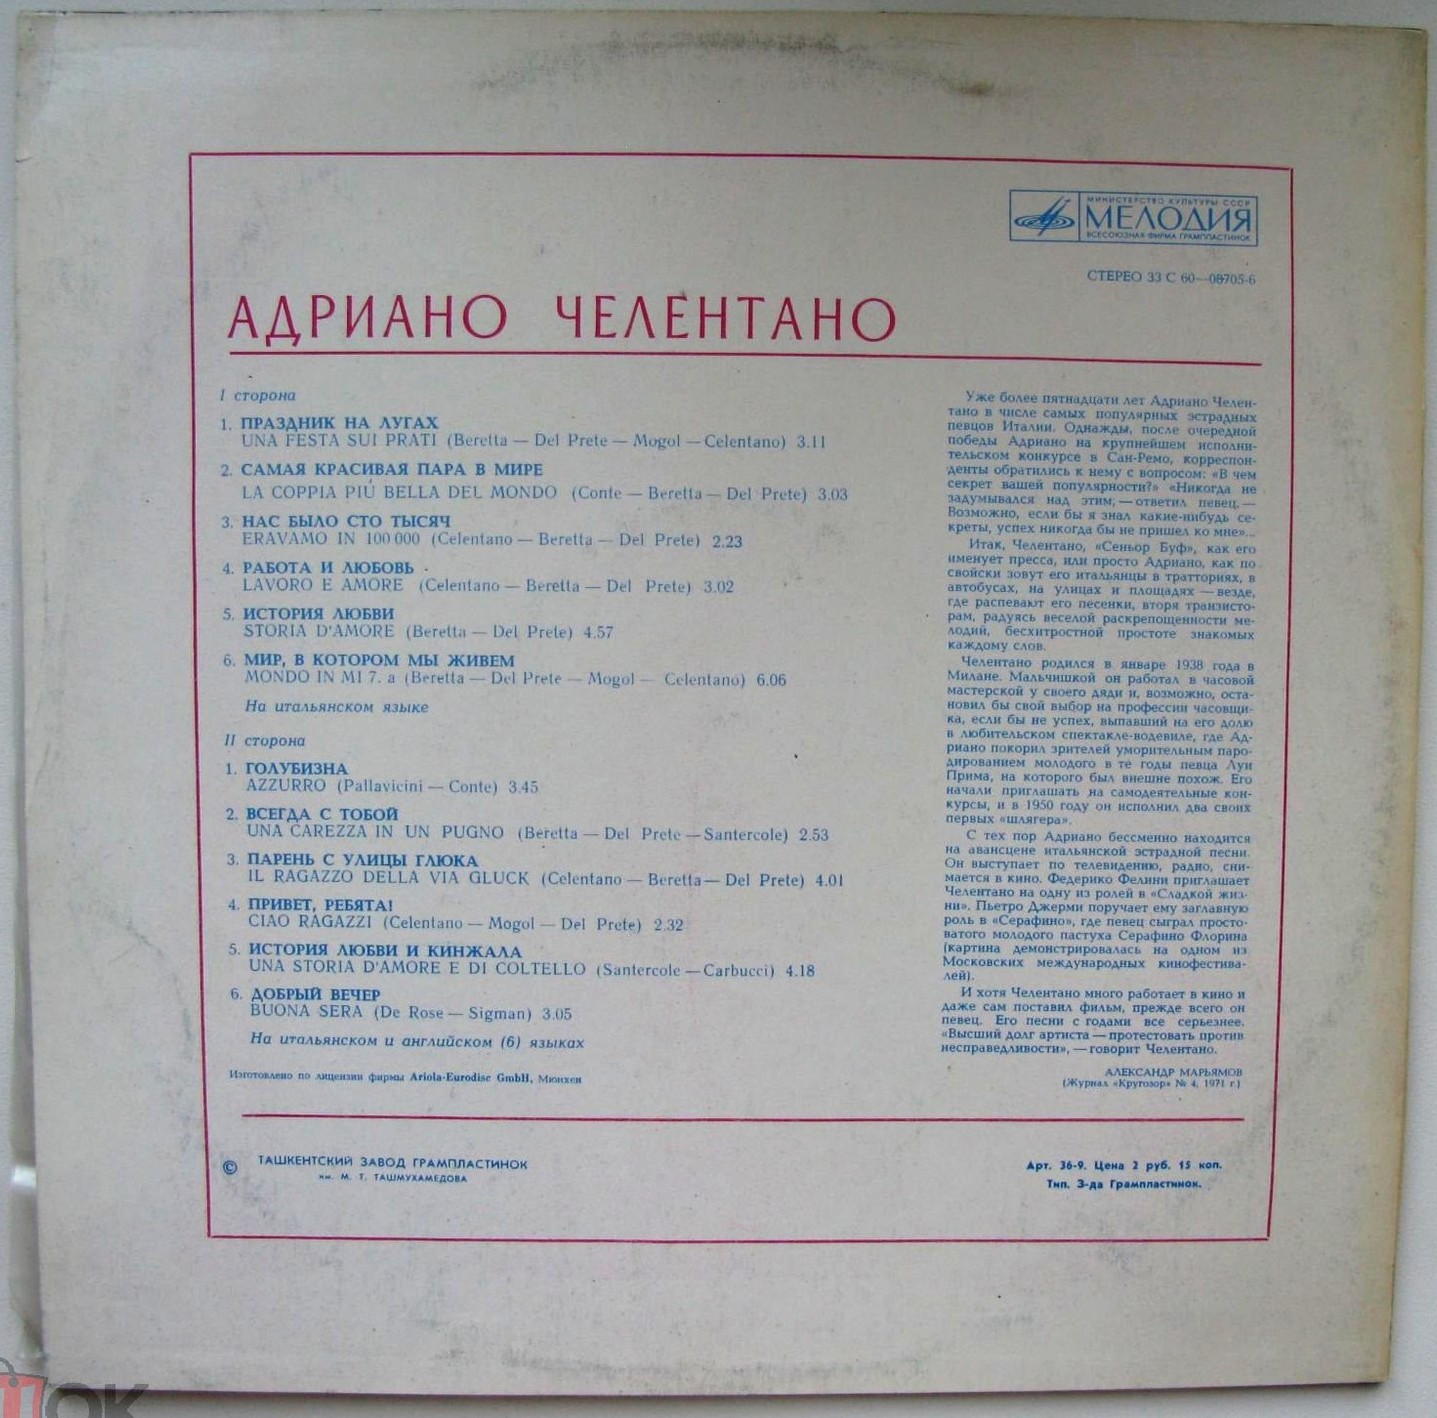 МИНИСТЕРСТВО КУЛЬТУРЫ СССР
МЕЛОДИЯ
ВСЕСОЮЗНАЯ ФИРМА ГРАМПЛАСТИНОК
СТЕРЕО 33 С 60—08705-6
АДРИАНО ЧЕЛЕНТАНО
I сторона
1. ПРАЗДНИК НА ЛУГАХ
UNA FESTA SUI PRATI (Beretta — Del Prete — Mogol — Celentano) 3.11
2. САМАЯ КРАСИВАЯ ПАРА В МИРЕ
LA COPPIA PIÚ BELLA DEL MONDO (Conte — Beretta — Del Prete) 3.03
3. НАС БЫЛО СТО ТЫСЯЧ
ERAVAMO IN 100 000 (Celentano — Beretta — Del Prete) 2.23
4. РАБОТА И ЛЮБОВЬ
LAVORO E AMORE (Celentano — Beretta — Del Prete) 3.02
5. ИСТОРИЯ ЛЮБВИ
STORIA D'AMORE (Beretta — Del Prete) 4.57
6. МИР, В КОТОРОМ МЫ ЖИВЕМ
MONDO IN MI 7. a (Beretta — Del Prete — Mogol — Celentano) 6.06
На итальянском языке
II сторона
1. ГОЛУБИЗНА
AZZURRO (Pallavicini — Conte) 3.45
2. ВСЕГДА С ТОБОЙ
UNA CAREZZA IN UN PUGNO (Beretta — Del Prete — Santercole) 2.53
3. ПАРЕНЬ С УЛИЦЫ ГЛЮКА
IL RAGAZZO DELLA VIA GLUCK (Celentano — Beretta — Del Prete) 4.01
4. ПРИВЕТ, РЕБЯТА!
CIAO RAGAZZI (Celentano — Mogol — Del Prete) 2.32
5. ИСТОРИЯ ЛЮБВИ И КИНЖАЛА
UNA STORIA D'AMORE E DI COLTELLO (Santercole — Carbucci) 4.18
6. ДОБРЫЙ ВЕЧЕР
BUONA SERA (De Rose — Sigman) 3.05
На итальянском и английском (6) языках
Изготовлено по лицензии фирмы Ariola-Eurodisc GmbH, Мюнхен
Уже более пятнадцати лет Адриано Челен-
тано в числе самых популярных эстрадных
певцов Италии. Однажды, после очередной
победы Адриано на крупнейшем исполни-
тельском конкурсе в Сан-Ремо, корреспон-
денты обратились к нему с вопросом: «В чем
секрет вашей популярности?» «Никогда не
задумывался над этим, — ответил певец. —
Возможно, если бы я знал какие-нибудь се-
креты, успех никогда бы не пришел ко мне»...
Итак, Челентано, «Сеньор Буф», как его
именует пресса, или просто Адриано, как по
свойски зовут его итальянцы в тратториях, в
автобусах, на улицах и площадях — везде,
где распевают его песенки, вторя транзисто-
рам, радуясь веселой раскрепощенности ме-
лодий, бесхитростной простоте знакомых
каждому слов.
Челентано родился в январе 1938 года в
Милане. Мальчишкой он работал в часовой
мастерской у своего дяди и, возможно, оста-
новил бы свой выбор на профессии часовщи-
ка, если бы не успех, выпавший на его долю
в любительском спектакле-водевиле, где Ад-
риано покорил зрителей уморительным паро-
дированием молодого в те годы певца Луи
Прима, на которого был внешне похож. Его
начали приглашать на самодеятельные кон-
курсы, и в 1950 году он исполнил два своих
первых «шлягера».
С тех пор Адриано бессменно находится
на авансцене итальянской эстрадной песни.
Он выступает по телевидению, радио, сни-
мается в кино. Федерико Фелини приглашает
Челентано на одну из ролей в «Сладкой жиз-
ни». Пьетро Джерми поручает ему заглавную
роль в «Серафино», где певец сыграл просто-
ватого молодого пастуха Серафино Флорина
(картина демонстрировалась на одном из
Московских международных кинофестива-
лей).
И хотя Челентано много работает в кино и
даже сам поставил фильм, прежде всего он
певец. Его песни с годами все серьезнее.
«Высший долг артиста — протестовать против
несправедливости», — говорит Челентано.
АЛЕКСАНДР МАРЬЯМОВ
(Журнал «Кругозор» № 4, 1971 г.)
© ТАШКЕНТСКИЙ ЗАВОД ГРАМПЛАСТИНОК
им. М. Т. ТАШМУХАМЕДОВА
Арт. 36-9. Цена 2 руб. 15 коп.
Тип. З-да Грампластинок.